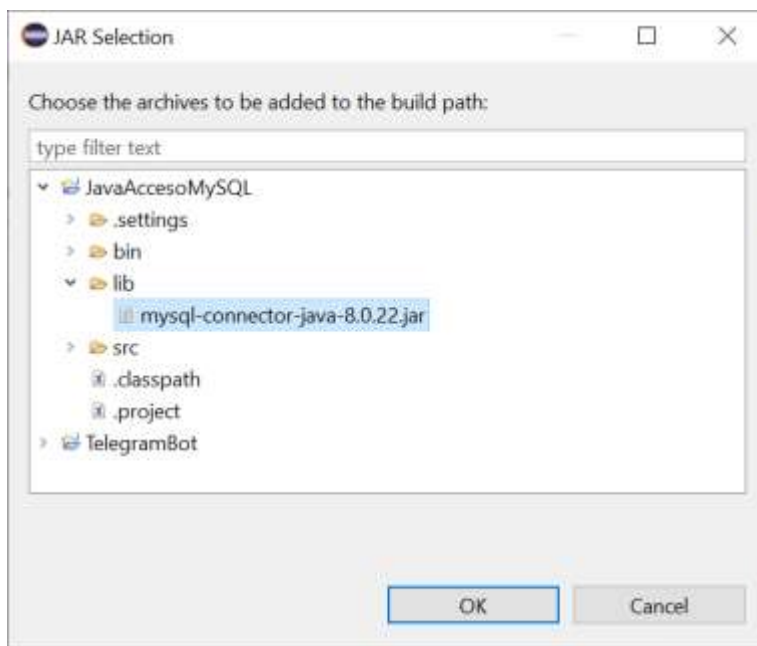 JAR Selection
Choose the archives to be added to the build path:
type filter text
JavaAccesoMySQL
.settings
bin
lib
mysql-connector-java-8.0.22.jar
src
.classpath
.project
TelegramBot
OK
Cancel